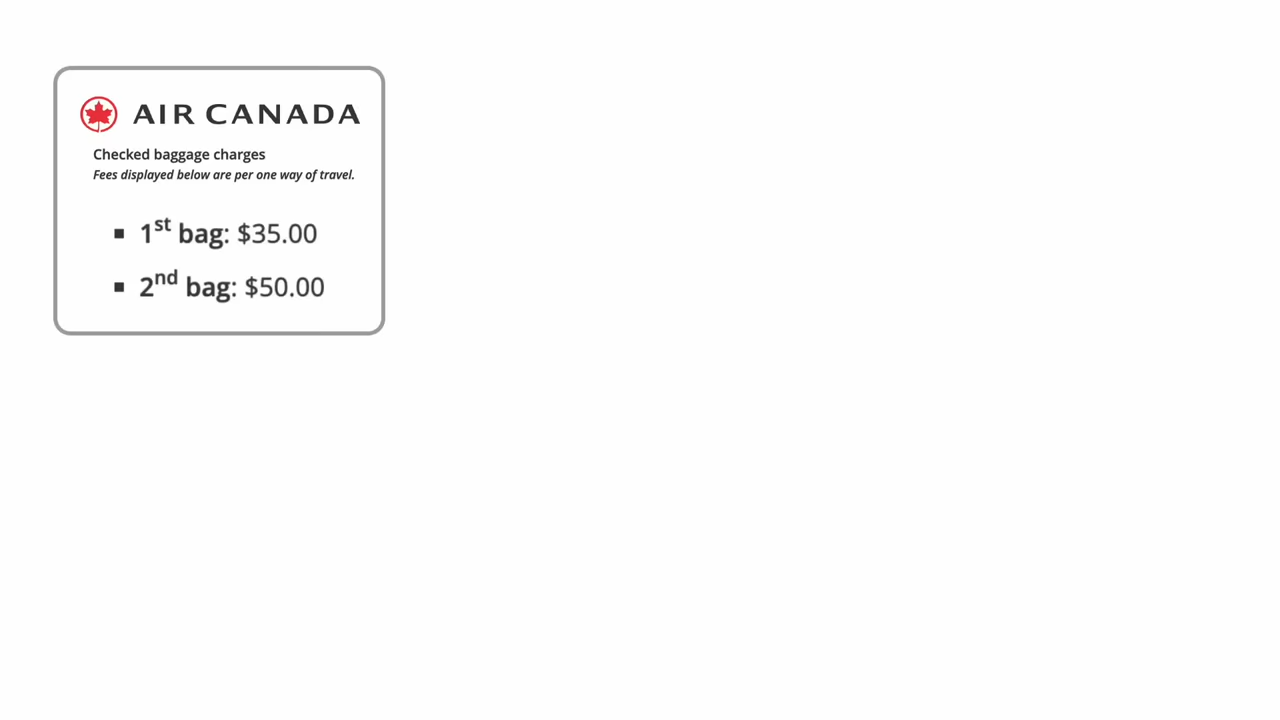 AIR CANADA
Checked baggage charges
Fees displayed below are per one way of travel.
▪ 1st bag: $35.00
▪ 2nd bag: $50.00